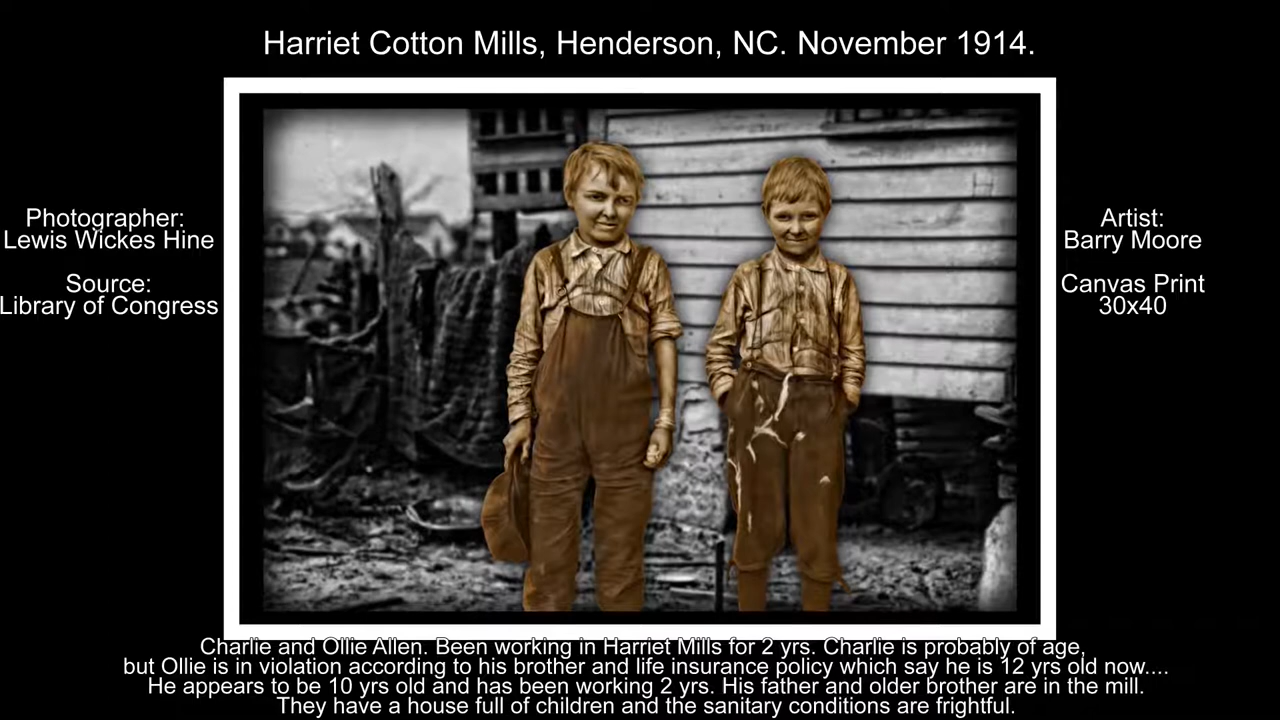 Harriet Cotton Mills, Henderson, NC. November 1914.
Photographer:
Lewis Wickes Hine
Source:
Library of Congress
Artist:
Barry Moore
Canvas Print
30x40
Charlie and Ollie Allen. Been working in Harriet Mills for 2 yrs. Charlie is probably of age,
but Ollie is in violation according to his brother and life insurance policy which say he is 12 yrs old now....
He appears to be 10 yrs old and has been working 2 yrs. His father and older brother are in the mill.
They have a house full of children and the sanitary conditions are frightful.